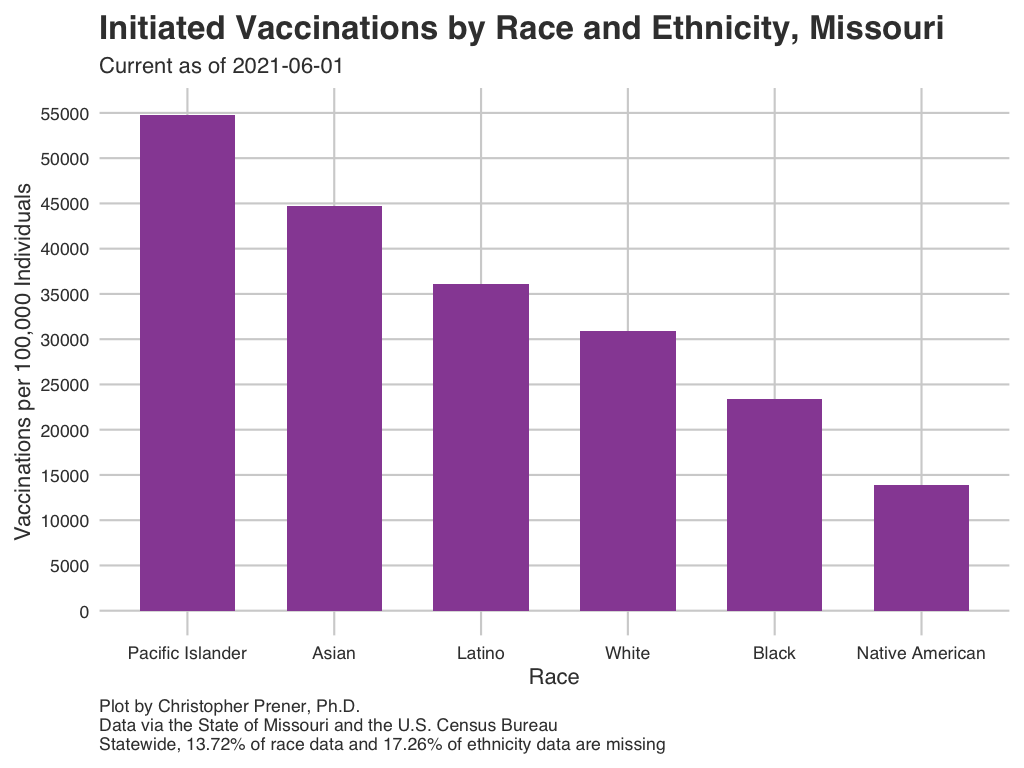 Initiated Vaccinations by Race and Ethnicity, Missouri
Current as of 2021-06-01
Vaccinations per 100,000 Individuals
55000
50000
45000
40000
35000
30000
25000
20000
15000
10000
5000
0
Pacific Islander Asian Latino White Black Native American
Race
Plot by Christopher Prener, Ph.D.
Data via the State of Missouri and the U.S. Census Bureau
Statewide, 13.72% of race data and 17.26% of ethnicity data are missing